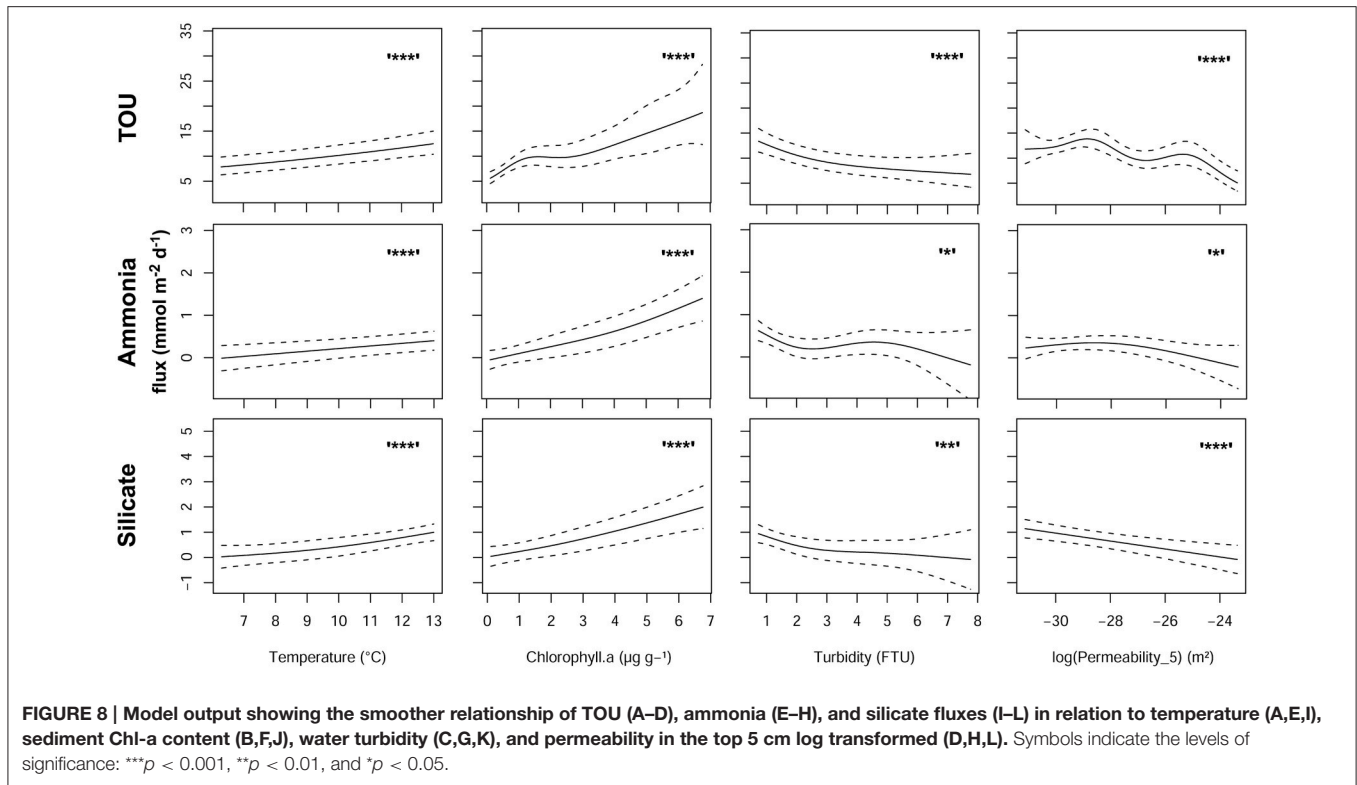 TOU
35
25
15
5
'***'
'***'
'***'
'***'
Ammonia
flux (mmol m⁻² d⁻¹)
3
2
1
0
'***'
'***'
'*'
'*'
Silicate
5
4
3
2
1
0
−1
'***'
'***'
'**'
'***'
7 8 9 10 11 12 13
0 1 2 3 4 5 6 7
1 2 3 4 5 6 7 8
−30 −28 −26 −24
Temperature (°C)
Chlorophyll.a (µg g−¹)
Turbidity (FTU)
log(Permeability_5) (m²)
FIGURE 8 | Model output showing the smoother relationship of TOU (A–D), ammonia (E–H), and silicate fluxes (I–L) in relation to temperature (A,E,I),
sediment Chl-a content (B,F,J), water turbidity (C,G,K), and permeability in the top 5 cm log transformed (D,H,L). Symbols indicate the levels of
significance: ***p < 0.001, **p < 0.01, and *p < 0.05.